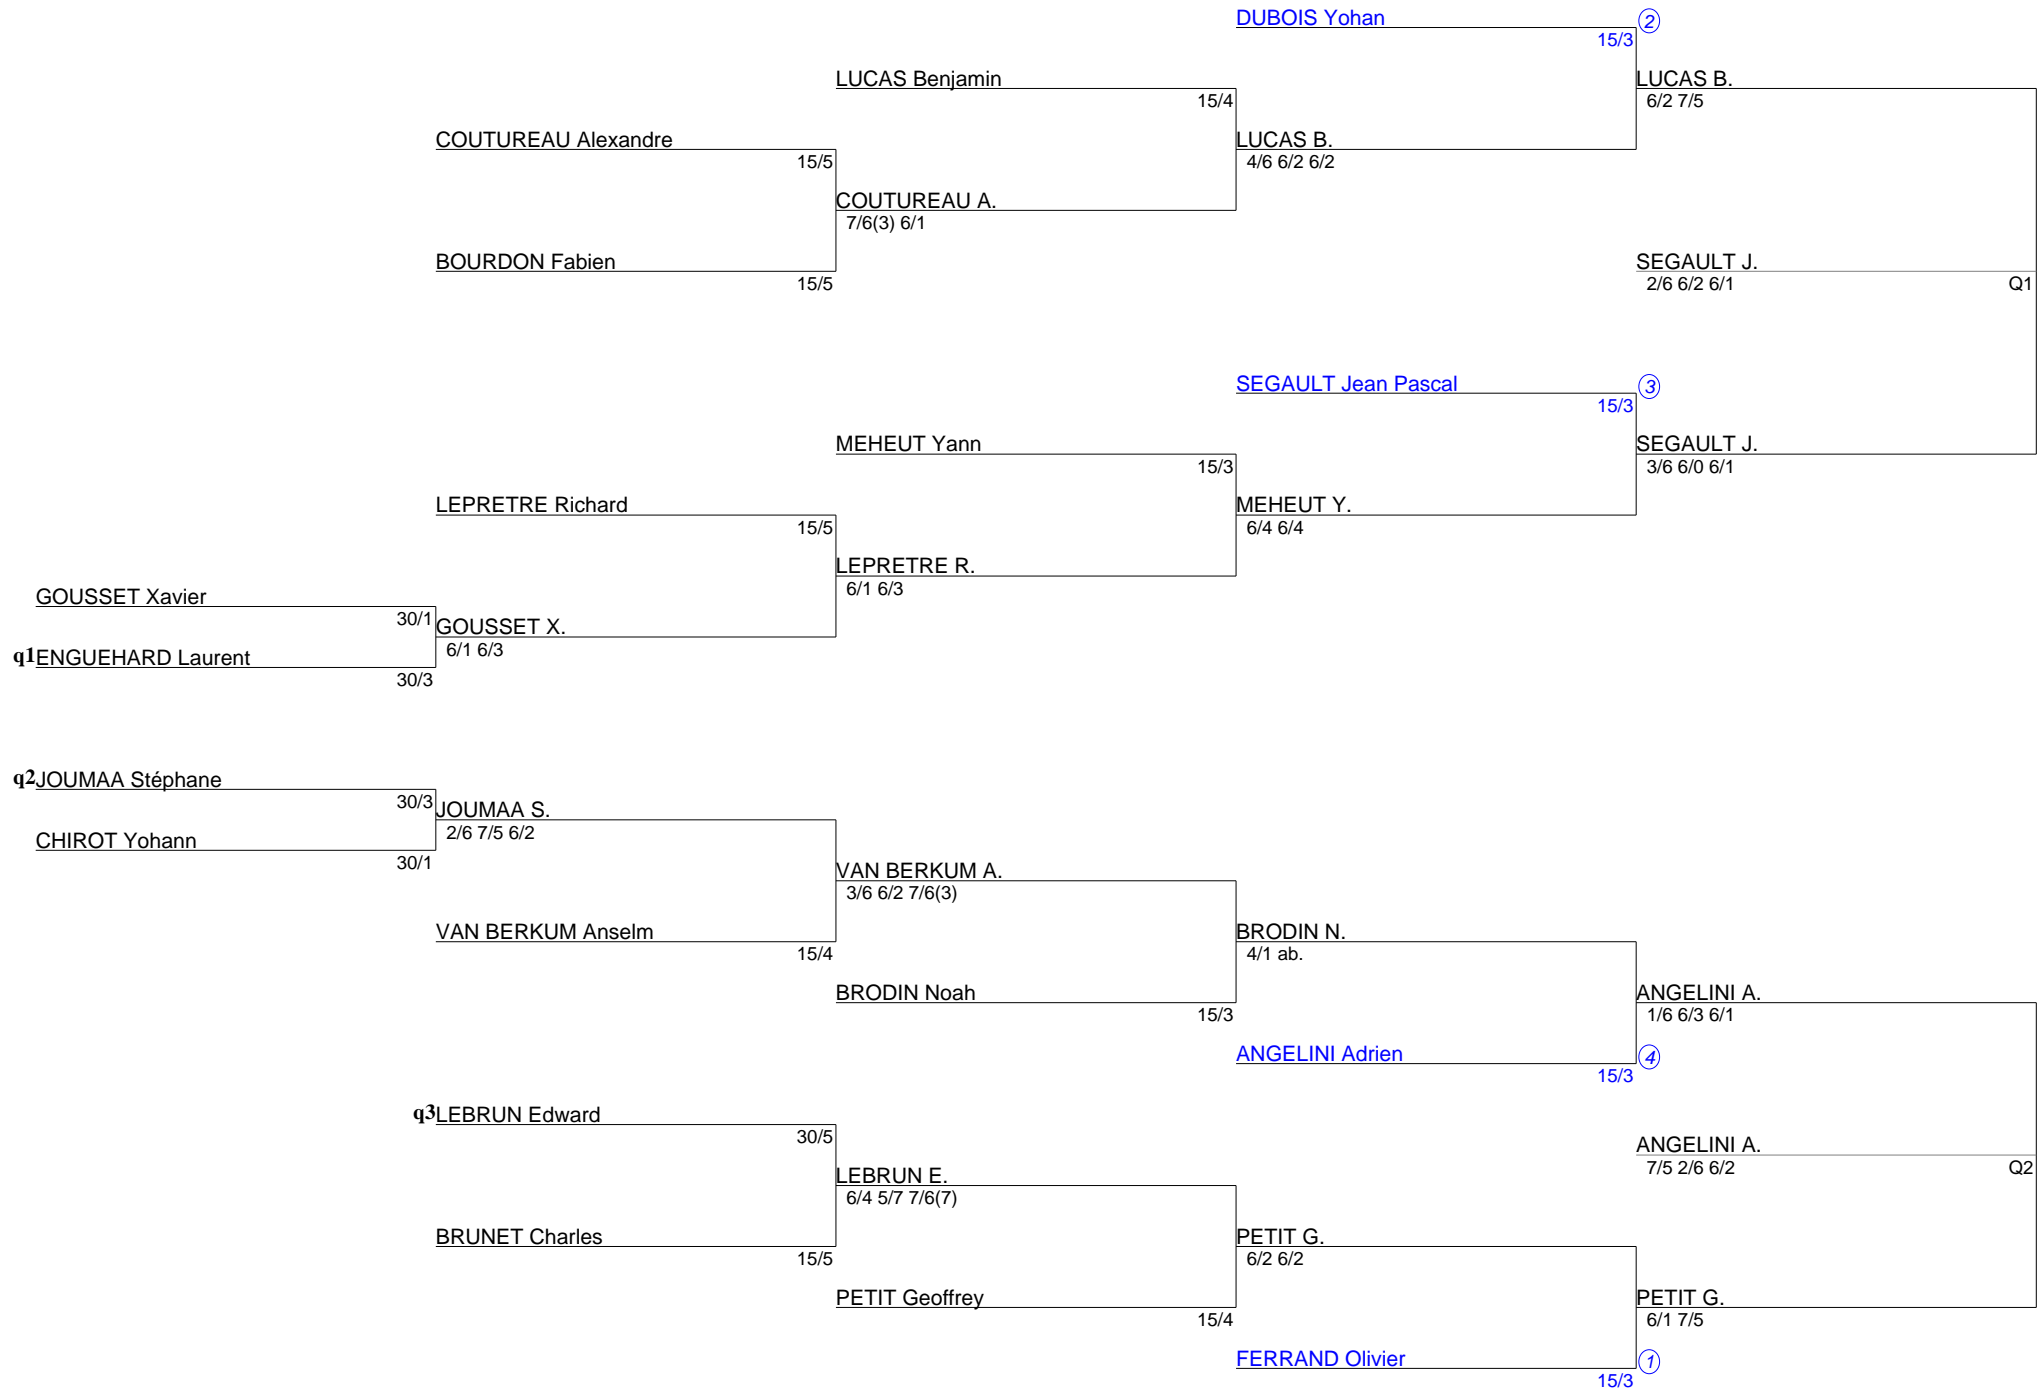 DUBOIS Yohan
2
15/3
LUCAS Benjamin
LUCAS B.
15/4
6/2 7/5
COUTUREAU Alexandre
LUCAS B.
15/5
4/6 6/2 6/2
COUTUREAU A.
7/6(3) 6/1
BOURDON Fabien
SEGAULT J.
15/5
2/6 6/2 6/1
Q1
SEGAULT Jean Pascal
3
15/3
MEHEUT Yann
SEGAULT J.
15/3
3/6 6/0 6/1
LEPRETRE Richard
MEHEUT Y.
15/5
6/4 6/4
LEPRETRE R.
6/1 6/3
GOUSSET Xavier
30/1
GOUSSET X.
6/1 6/3
q1 ENGUEHARD Laurent
30/3
q2 JOUMAA Stéphane
30/3
JOUMAA S.
2/6 7/5 6/2
CHIROT Yohann
30/1
VAN BERKUM A.
3/6 6/2 7/6(3)
VAN BERKUM Anselm
BRODIN N.
15/4
4/1 ab.
BRODIN Noah
ANGELINI A.
15/3
1/6 6/3 6/1
ANGELINI Adrien
4
15/3
q3 LEBRUN Edward
30/5
ANGELINI A.
7/5 2/6 6/2
Q2
LEBRUN E.
6/4 5/7 7/6(7)
BRUNET Charles
PETIT G.
15/5
6/2 6/2
PETIT Geoffrey
PETIT G.
15/4
6/1 7/5
FERRAND Olivier
1
15/3